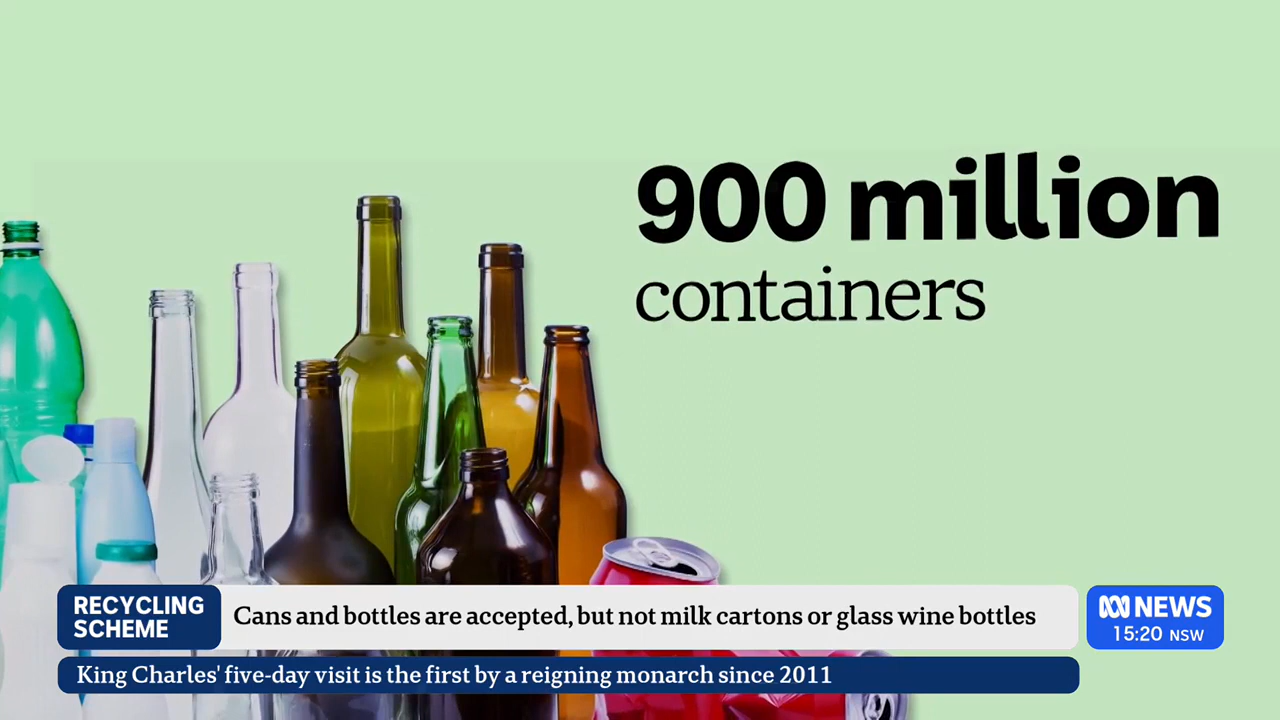 900 million
containers
RECYCLING
SCHEME
Cans and bottles are accepted, but not milk cartons or glass wine bottles
NEWS
15:20 NSW
King Charles' five-day visit is the first by a reigning monarch since 2011